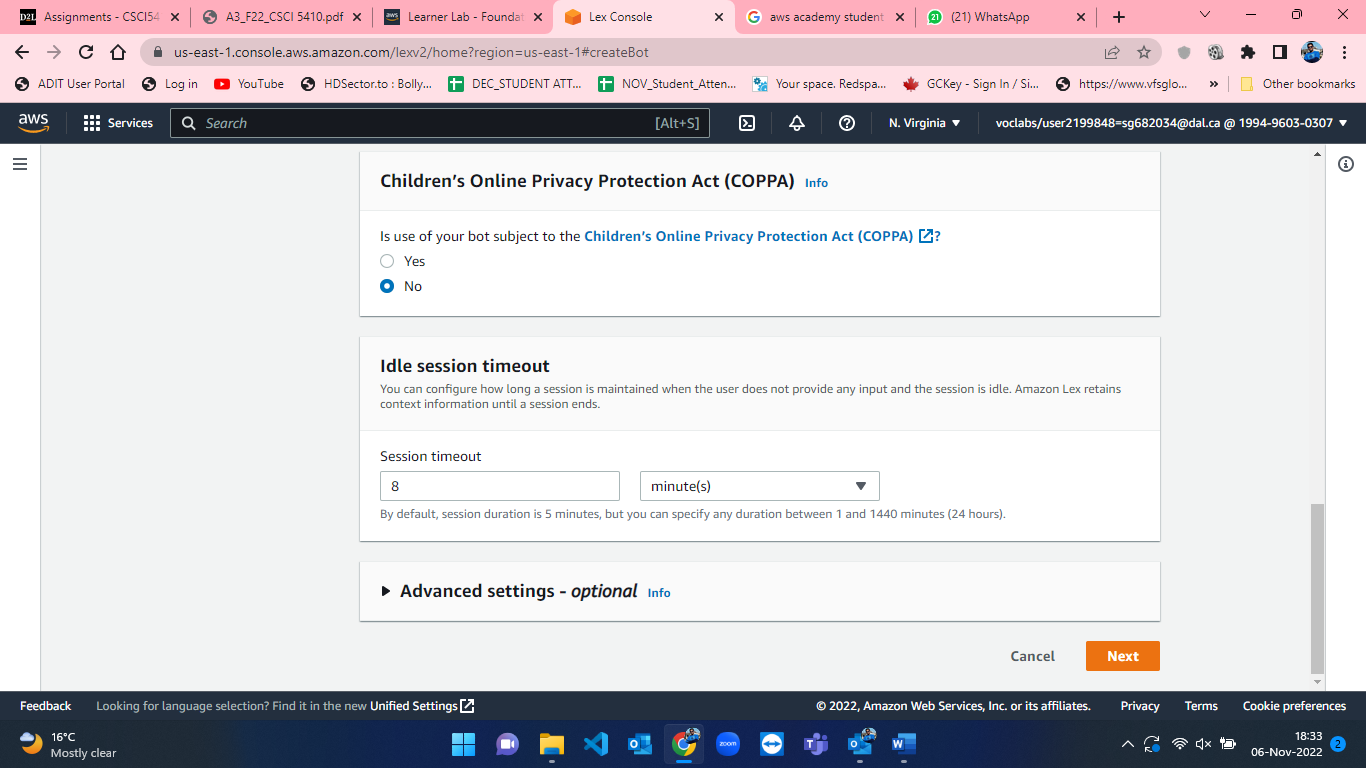 D2L Assignments - CSCI54
A3_F22_CSCI 5410.pdf
aws Learner Lab - Foundat
Lex Console
G aws academy student
21 (21) WhatsApp
us-east-1.console.aws.amazon.com/lexv2/home?region=us-east-1#createBot
ADIT User Portal
Log in
YouTube
HDSector.to : Bolly...
DEC_STUDENT ATT...
NOV_Student_Atten...
Your space. Redspa...
GCKey - Sign In / Si...
https://www.vfsglo...
»
Other bookmarks
aws
Services
Search
[Alt+S]
N. Virginia
voclabs/user2199848=sg682034@dal.ca @ 1994-9603-0307
Children's Online Privacy Protection Act (COPPA) Info
Is use of your bot subject to the Children's Online Privacy Protection Act (COPPA) ?
Yes
No
Idle session timeout
You can configure how long a session is maintained when the user does not provide any input and the session is idle. Amazon Lex retains
context information until a session ends.
Session timeout
8
minute(s)
By default, session duration is 5 minutes, but you can specify any duration between 1 and 1440 minutes (24 hours).
Advanced settings - optional Info
Cancel
Next
Feedback
Looking for language selection? Find it in the new Unified Settings
© 2022, Amazon Web Services, Inc. or its affiliates.
Privacy
Terms
Cookie preferences
16°C
Mostly clear
zoom
18:33
06-Nov-2022
2